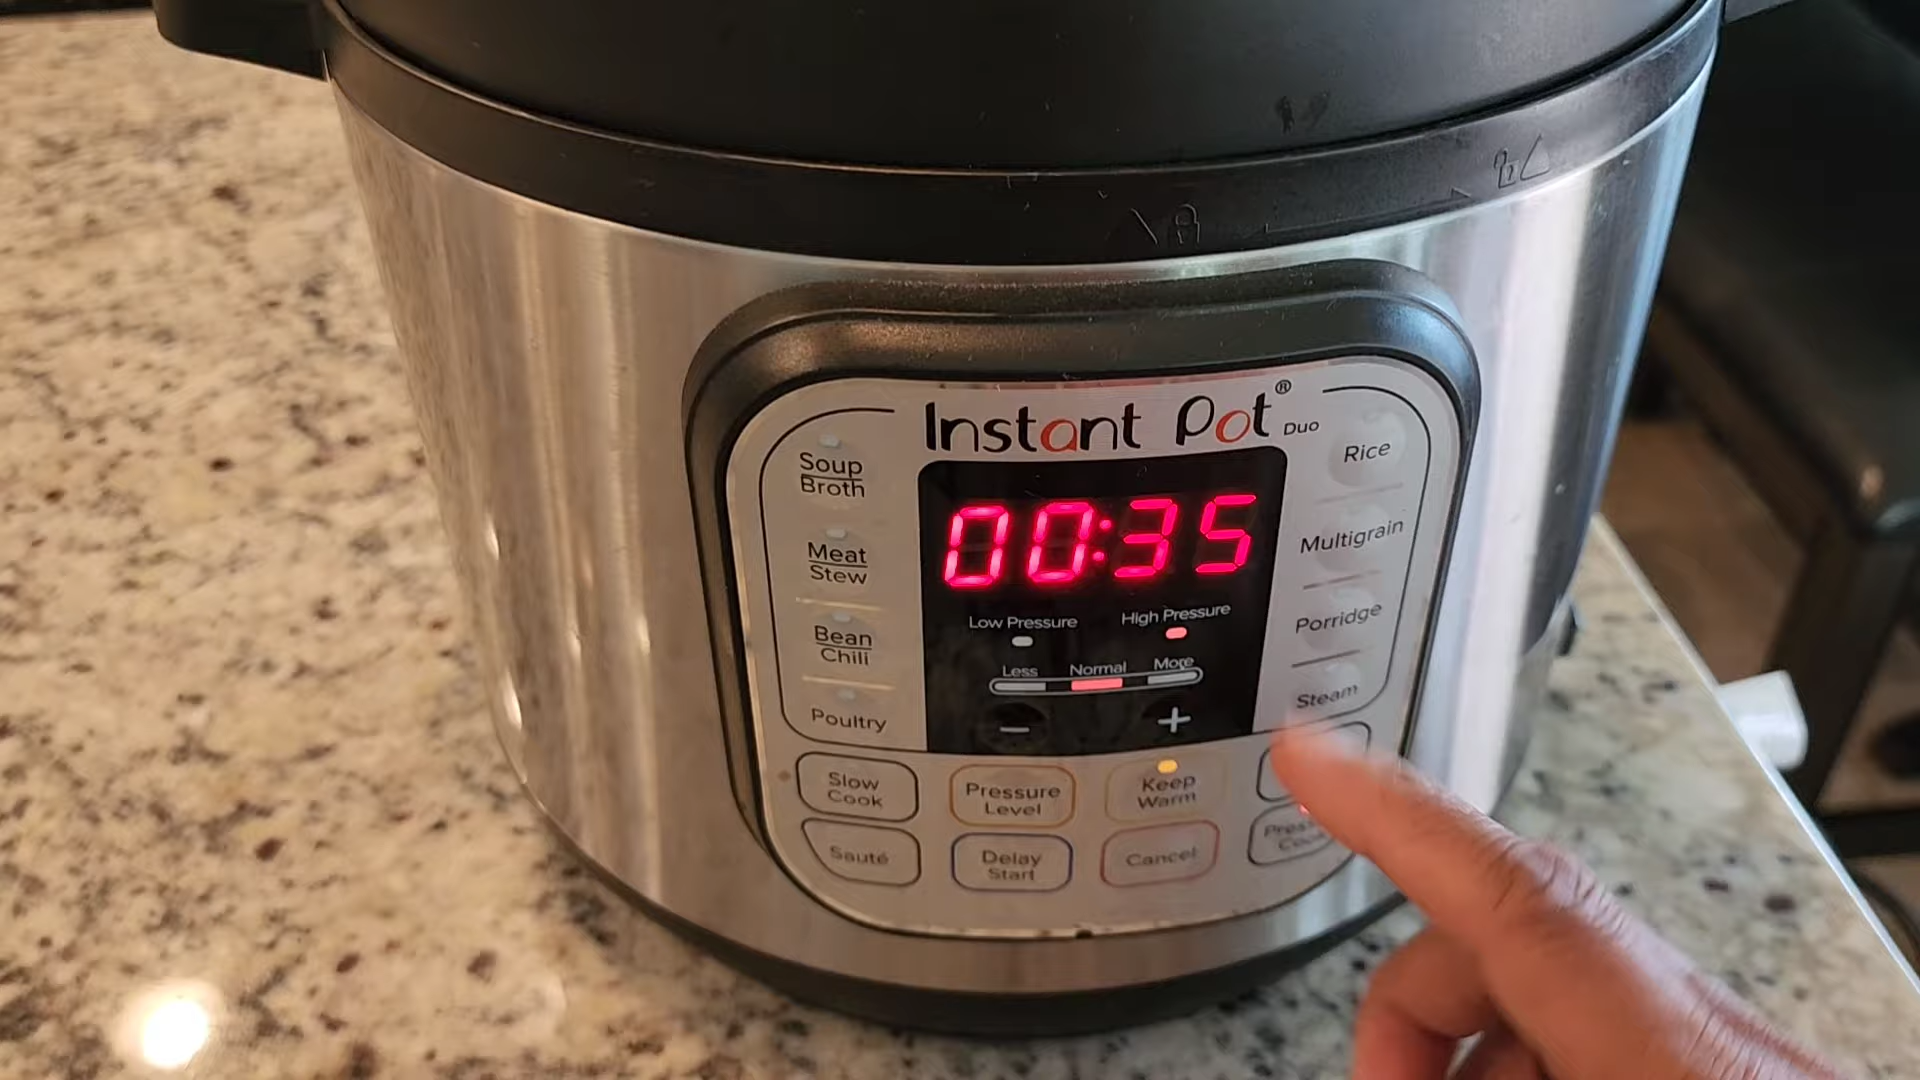 Instant Pot® Duo
Soup
Broth
Meat
Stew
Bean
Chili
Poultry
00:35
Low Pressure
High Pressure
Less
Normal
More
−
+
Rice
Multigrain
Porridge
Steam
Slow
Cook
Pressure
Level
Keep
Warm
Sauté
Delay
Start
Cancel